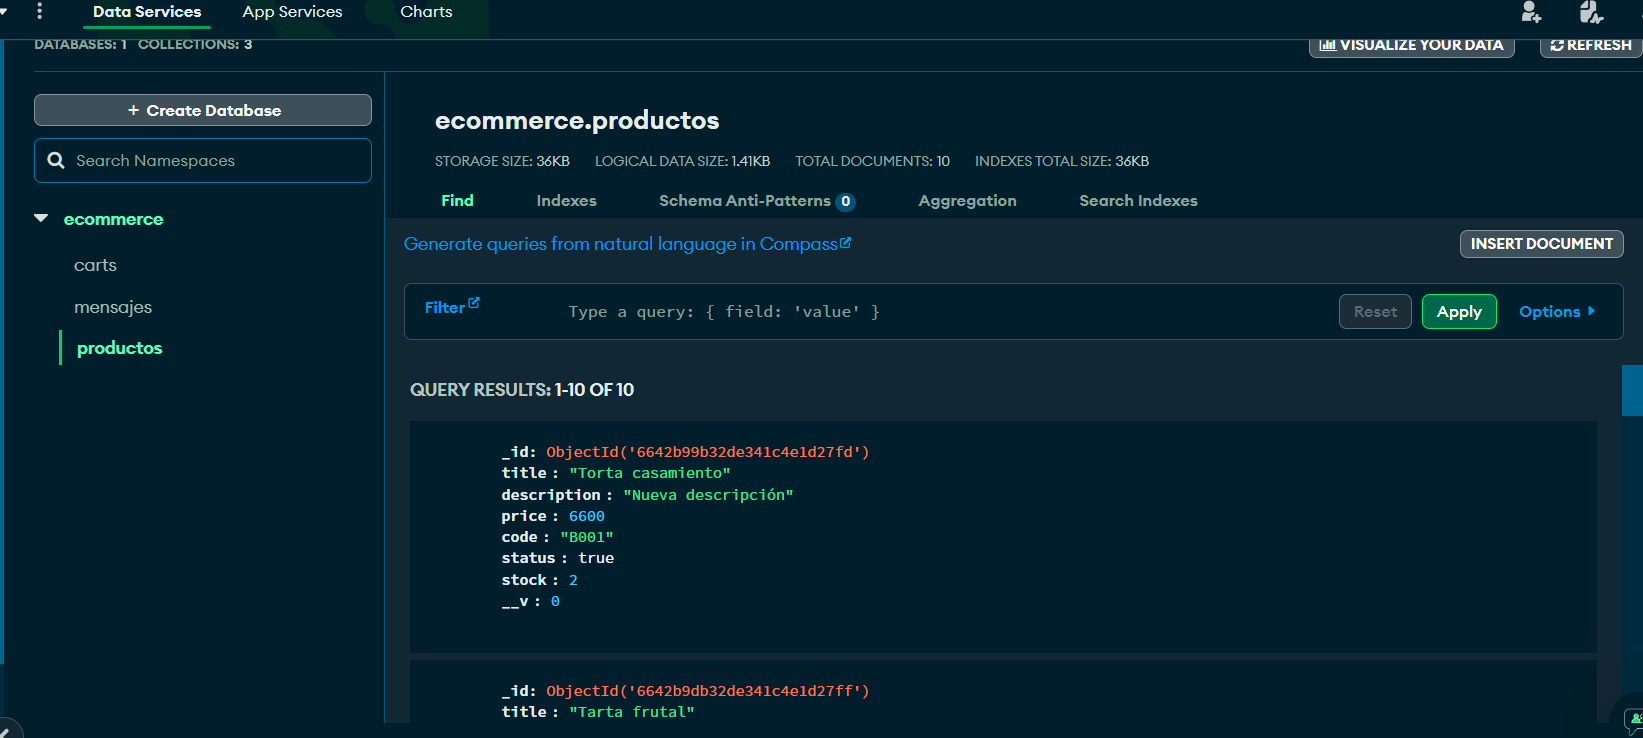 Data Services App Services Charts
DATABASES: 1 COLLECTIONS: 3
VISUALIZE YOUR DATA REFRESH
+ Create Database
Search Namespaces
ecommerce
carts
mensajes
productos
ecommerce.productos
STORAGE SIZE: 36KB LOGICAL DATA SIZE: 1.41KB TOTAL DOCUMENTS: 10 INDEXES TOTAL SIZE: 36KB
Find Indexes Schema Anti-Patterns 0 Aggregation Search Indexes
Generate queries from natural language in Compass
INSERT DOCUMENT
Filter Type a query: { field: 'value' } Reset Apply Options
QUERY RESULTS: 1-10 OF 10
_id: ObjectId('6642b99b32de341c4e1d27fd')
title : "Torta casamiento"
description : "Nueva descripción"
price : 6600
code : "B001"
status : true
stock : 2
__v : 0
_id: ObjectId('6642b9db32de341c4e1d27ff')
title : "Tarta frutal"